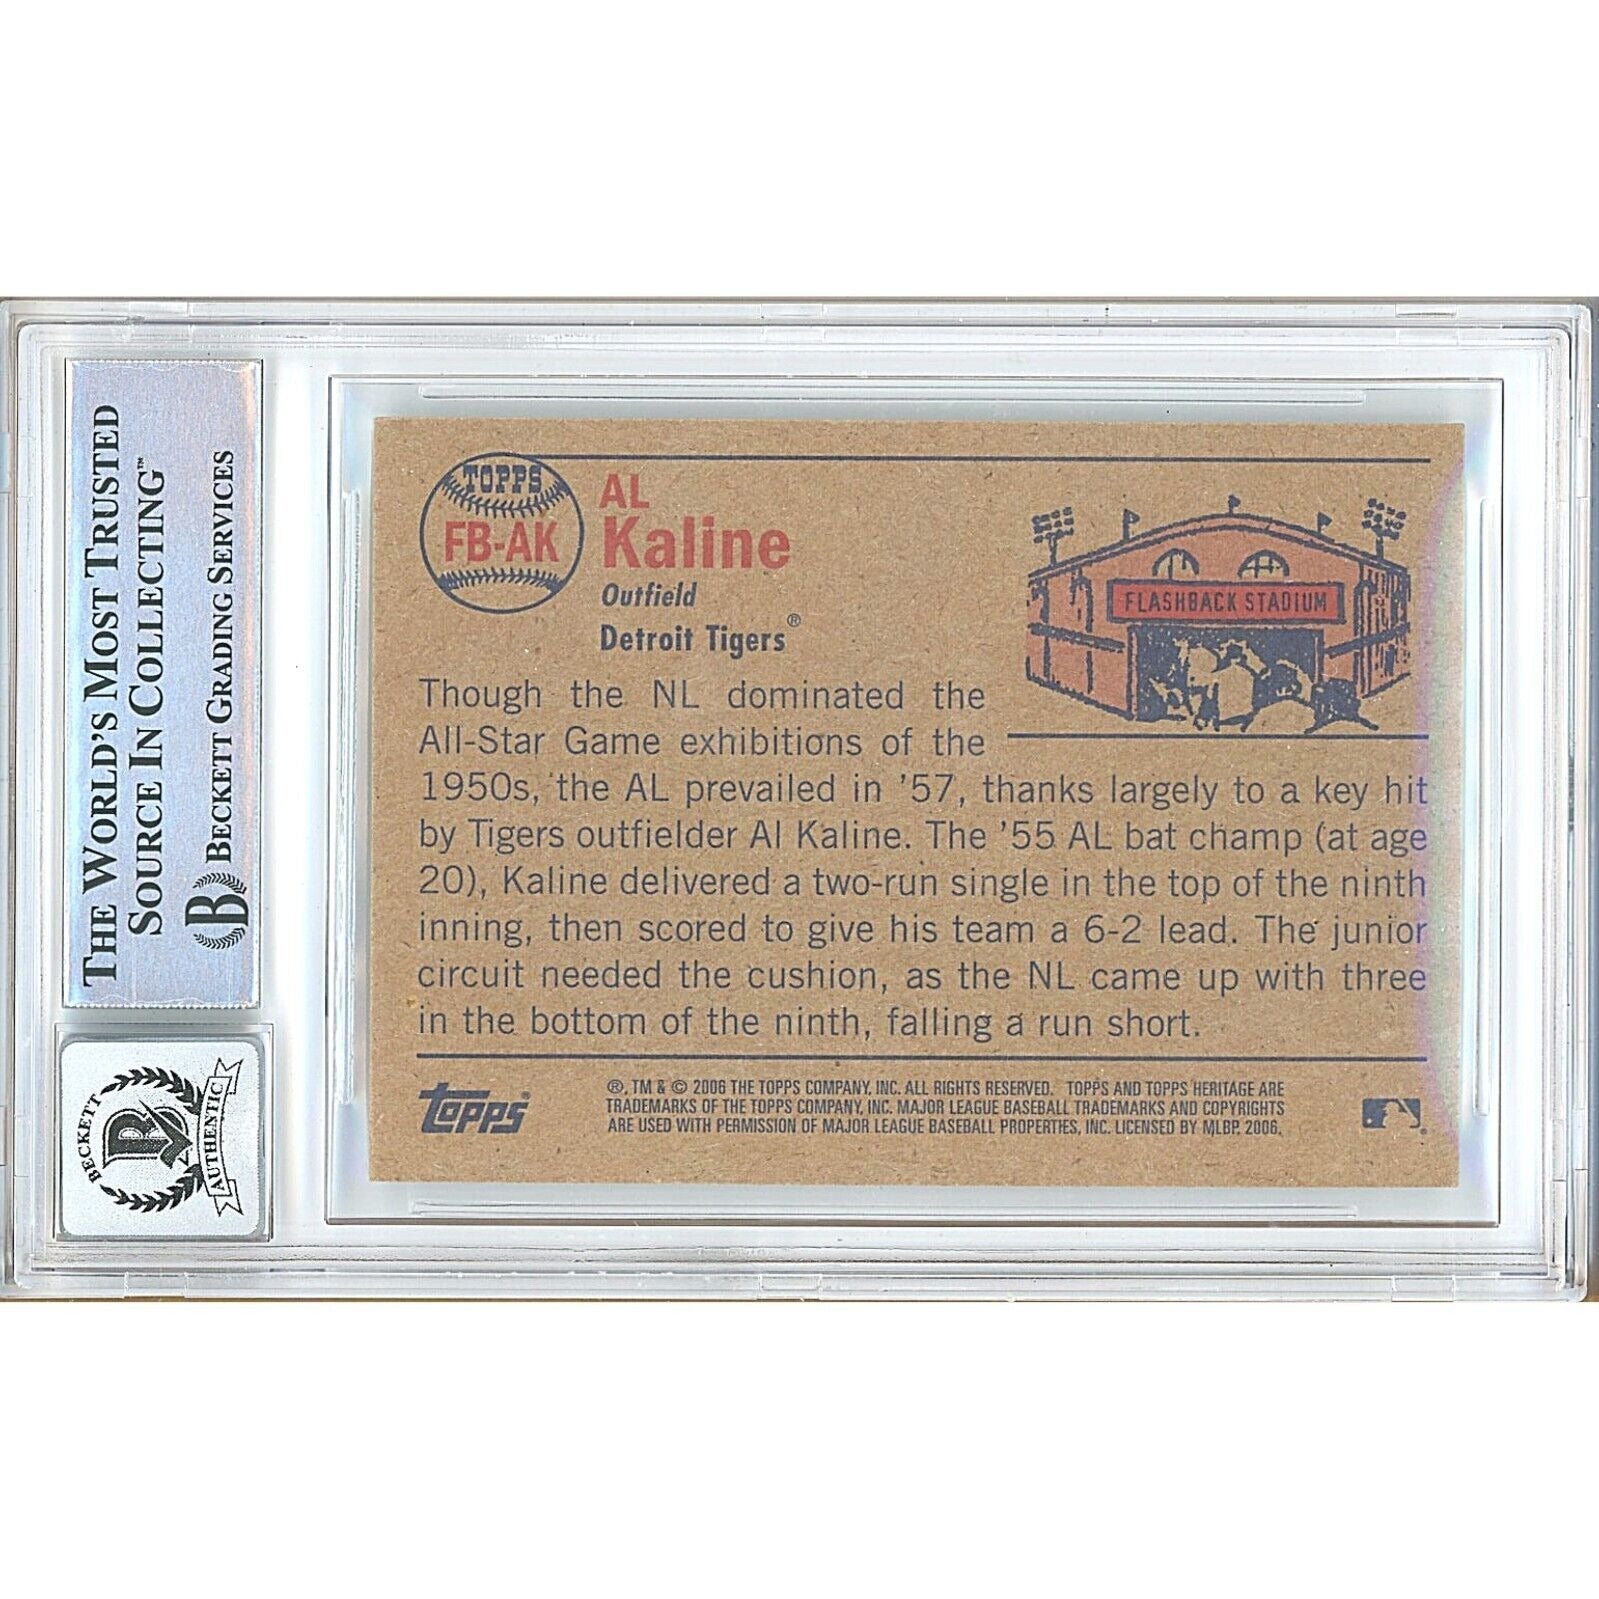 THE WORLD'S MOST TRUSTED
SOURCE IN COLLECTING™
BECKETT GRADING SERVICES
B
BECKETT
B
AUTHENTIC
TOPPS
FB-AK
AL
Kaline
Outfield
Detroit Tigers®
FLASHBACK STADIUM
Though the NL dominated the
All-Star Game exhibitions of the
1950s, the AL prevailed in '57, thanks largely to a key hit
by Tigers outfielder Al Kaline. The '55 AL bat champ (at age
20), Kaline delivered a two-run single in the top of the ninth
inning, then scored to give his team a 6-2 lead. The junior
circuit needed the cushion, as the NL came up with three
in the bottom of the ninth, falling a run short.
topps®
®, TM & © 2006 THE TOPPS COMPANY, INC. ALL RIGHTS RESERVED. TOPPS AND TOPPS HERITAGE ARE
TRADEMARKS OF THE TOPPS COMPANY, INC. MAJOR LEAGUE BASEBALL TRADEMARKS AND COPYRIGHTS
ARE USED WITH PERMISSION OF MAJOR LEAGUE BASEBALL PROPERTIES, INC. LICENSED BY MLBP. 2006.